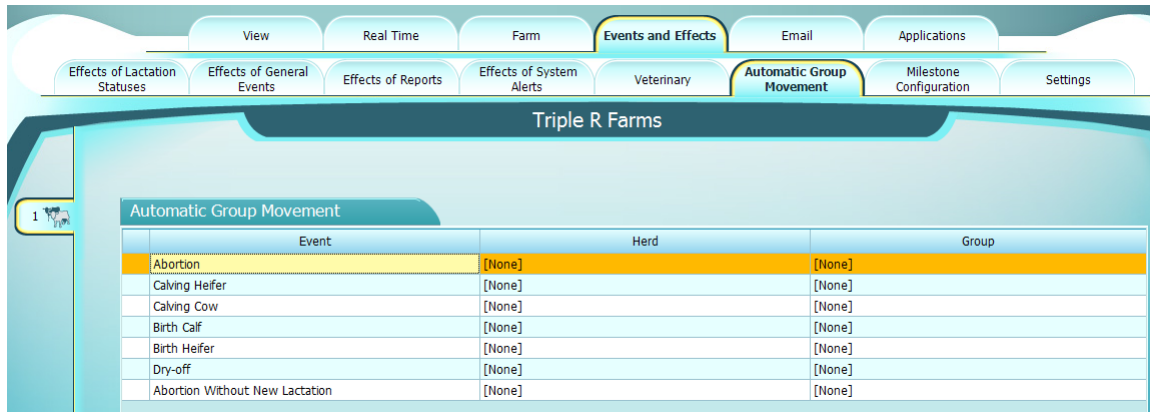 View Real Time Farm Events and Effects Email Applications
Effects of Lactation Statuses Effects of General Events Effects of Reports Effects of System Alerts Veterinary Automatic Group Movement Milestone Configuration Settings
Triple R Farms
1
Automatic Group Movement
Event Herd Group
Abortion [None] [None]
Calving Heifer [None] [None]
Calving Cow [None] [None]
Birth Calf [None] [None]
Birth Heifer [None] [None]
Dry-off [None] [None]
Abortion Without New Lactation [None] [None]